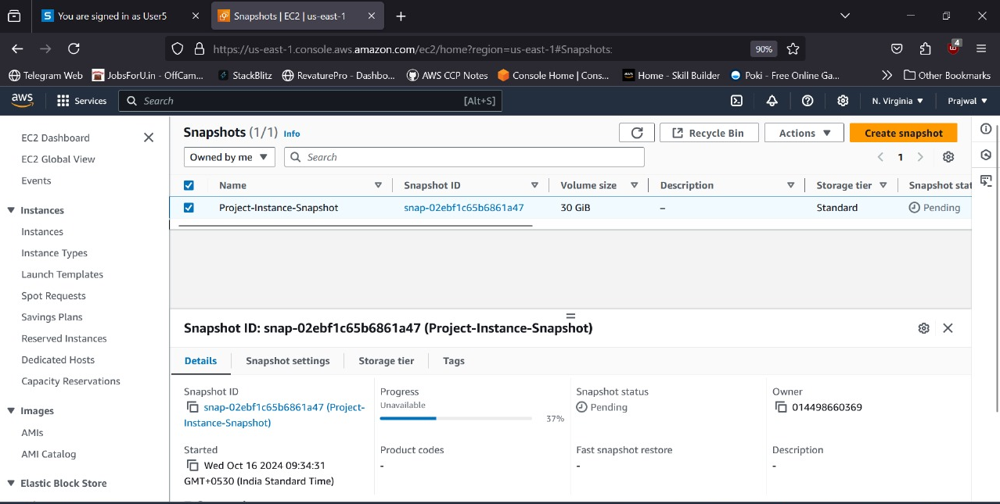 You are signed in as User5
Snapshots | EC2 | us-east-1
https://us-east-1.console.aws.amazon.com/ec2/home?region=us-east-1#Snapshots:
90%
4
Telegram Web
JobsForU.in - OffCam...
StackBlitz
RevaturePro - Dashbo...
AWS CCP Notes
Console Home | Cons...
Home - Skill Builder
Poki - Free Online Ga...
Other Bookmarks
aws
Services
Search
[Alt+S]
N. Virginia
Prajwal
EC2 Dashboard
EC2 Global View
Events
Instances
Instances
Instance Types
Launch Templates
Spot Requests
Savings Plans
Reserved Instances
Dedicated Hosts
Capacity Reservations
Images
AMIs
AMI Catalog
Elastic Block Store
Snapshots (1/1) Info
Recycle Bin
Actions
Create snapshot
Owned by me
Search
1
Name Snapshot ID Volume size Description Storage tier Snapshot stat
Project-Instance-Snapshot snap-02ebf1c65b6861a47 30 GiB – Standard Pending
Snapshot ID: snap-02ebf1c65b6861a47 (Project-Instance-Snapshot)
Details Snapshot settings Storage tier Tags
Snapshot ID
snap-02ebf1c65b6861a47 (Project-
Instance-Snapshot)
Progress
Unavailable
37%
Snapshot status
Pending
Owner
014498660369
Started
Wed Oct 16 2024 09:34:31
GMT+0530 (India Standard Time)
Product codes
-
Fast snapshot restore
-
Description
-